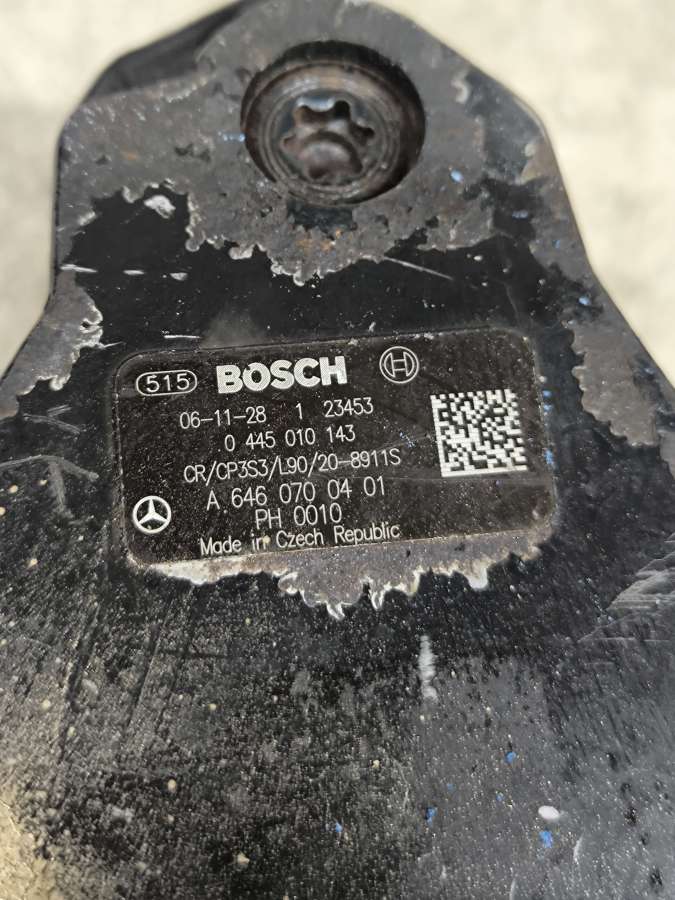 515 BOSCH
06-11-28 1 23453
0 445 010 143
CR/CP3S3/L90/20-8911S
A 646 070 04 01
PH 0010
Made in Czech Republic